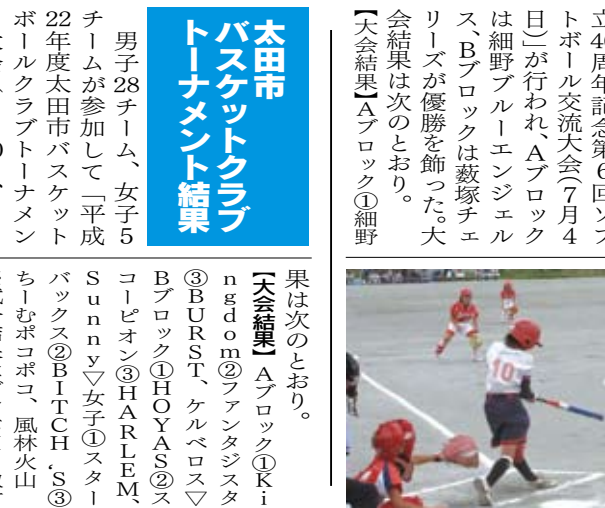 立40周年記念第6回ソフ
トボール交流大会(7月4
日)」が行われ、Aブロック
は細野ブルーエンジェル
ス、Bブロックは薮塚チェ
リーズが優勝を飾った。大
会結果は次のとおり。
【大会結果】Aブロック①細野
太田市
バスケットクラブ
トーナメント結果
男子28チーム、女子5
チームが参加して「平成
22年度太田市バスケット
ボールクラブトーナメン
果は次のとおり。
【大会結果】Aブロック①Ki
ngdom②ファンタジスタ
③BURST、ケルベロス▽
Bブロック①HOYAS②ス
コーピオン③HARLEM、
Sunny▽女子①スター
バックス②BITCH,S③
ちーむポコポコ、風林火山
10